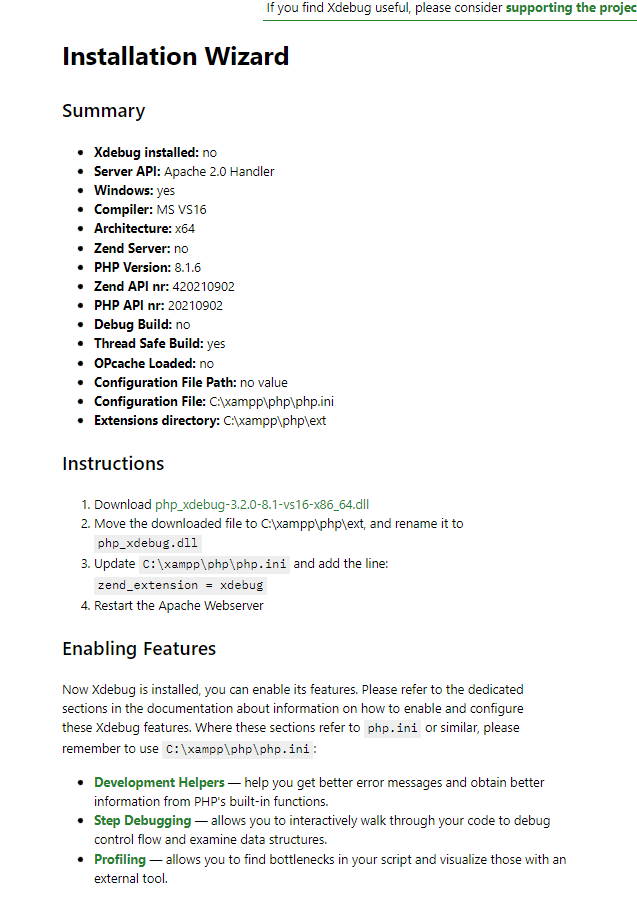 If you find Xdebug useful, please consider supporting the projec
Installation Wizard
Summary
• Xdebug installed: no
• Server API: Apache 2.0 Handler
• Windows: yes
• Compiler: MS VS16
• Architecture: x64
• Zend Server: no
• PHP Version: 8.1.6
• Zend API nr: 420210902
• PHP API nr: 20210902
• Debug Build: no
• Thread Safe Build: yes
• OPcache Loaded: no
• Configuration File Path: no value
• Configuration File: C:\xampp\php\php.ini
• Extensions directory: C:\xampp\php\ext
Instructions
1. Download php_xdebug-3.2.0-8.1-vs16-x86_64.dll
2. Move the downloaded file to C:\xampp\php\ext, and rename it to
php_xdebug.dll
3. Update C:\xampp\php\php.ini and add the line:
zend_extension = xdebug
4. Restart the Apache Webserver
Enabling Features
Now Xdebug is installed, you can enable its features. Please refer to the dedicated
sections in the documentation about information on how to enable and configure
these Xdebug features. Where these sections refer to php.ini or similar, please
remember to use C:\xampp\php\php.ini:
• Development Helpers — help you get better error messages and obtain better
information from PHP's built-in functions.
• Step Debugging — allows you to interactively walk through your code to debug
control flow and examine data structures.
• Profiling — allows you to find bottlenecks in your script and visualize those with an
external tool.